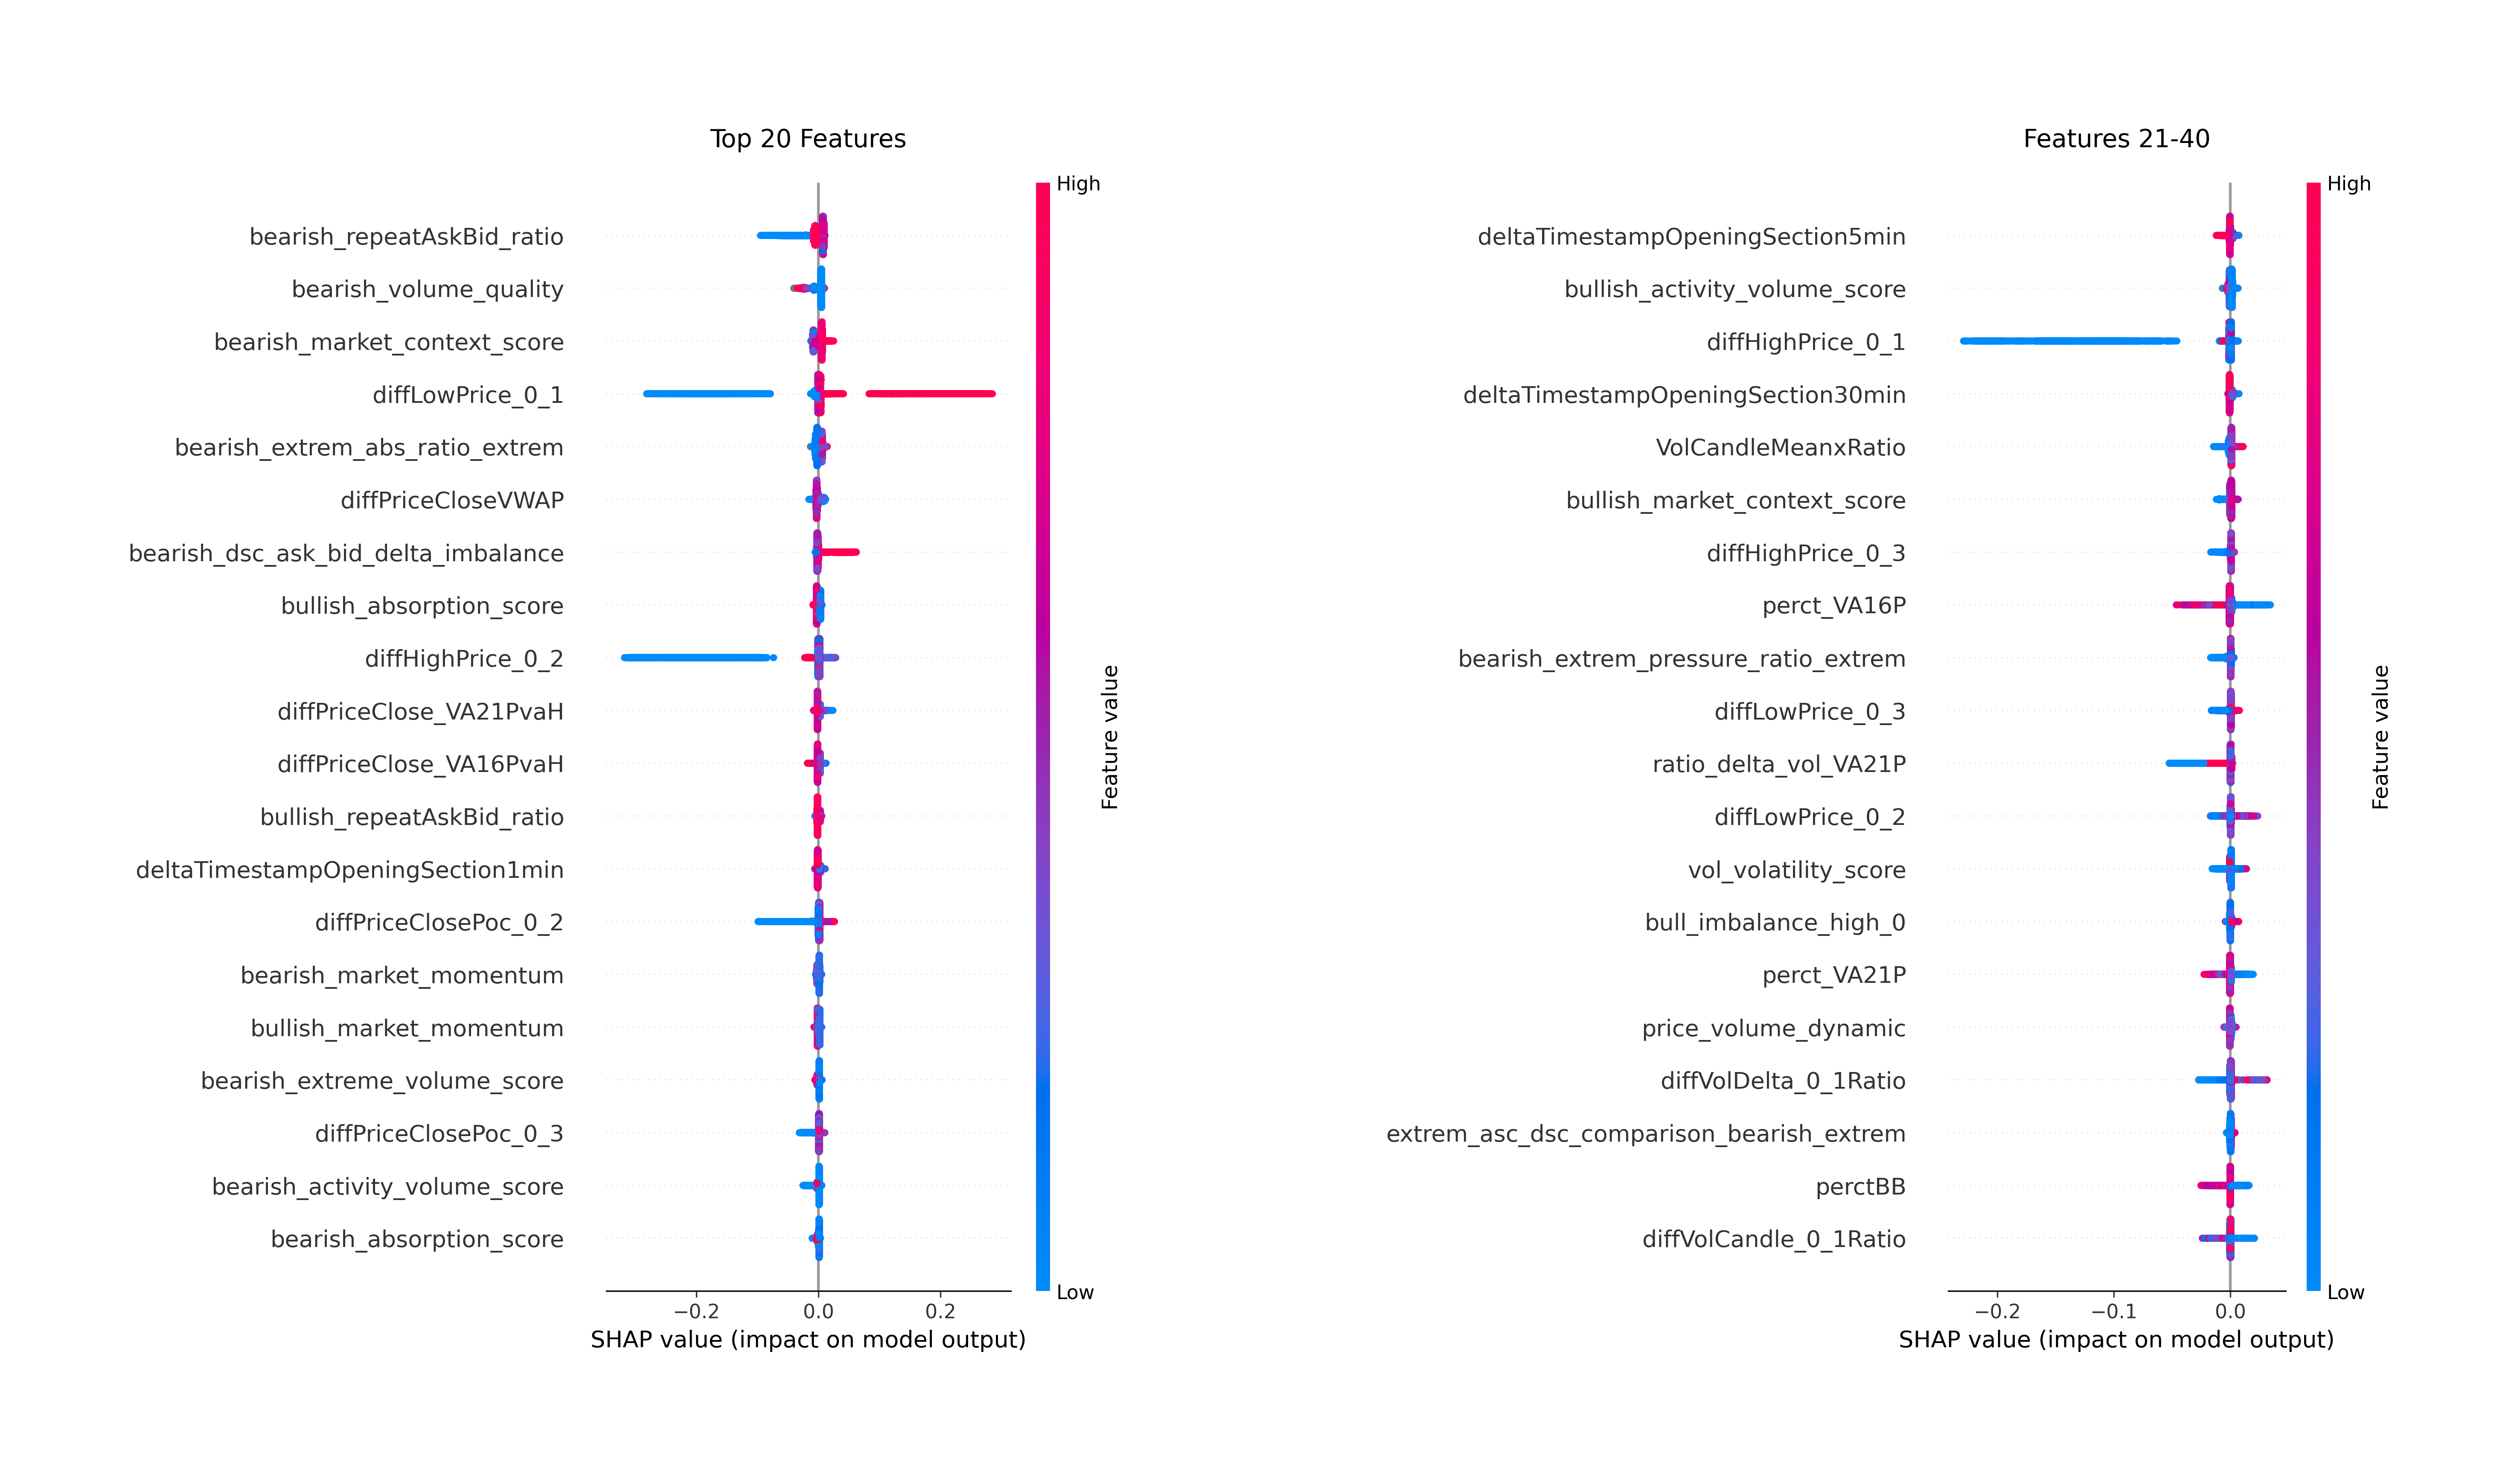 Top 20 Features
High
bearish_repeatAskBid_ratio
bearish_volume_quality
bearish_market_context_score
diffLowPrice_0_1
bearish_extrem_abs_ratio_extrem
diffPriceCloseVWAP
bearish_dsc_ask_bid_delta_imbalance
bullish_absorption_score
diffHighPrice_0_2
diffPriceClose_VA21PvaH
diffPriceClose_VA16PvaH
bullish_repeatAskBid_ratio
deltaTimestampOpeningSection1min
diffPriceClosePoc_0_2
bearish_market_momentum
bullish_market_momentum
bearish_extreme_volume_score
diffPriceClosePoc_0_3
bearish_activity_volume_score
bearish_absorption_score
Feature value
Low
−0.2 0.0 0.2
SHAP value (impact on model output)
Features 21-40
High
deltaTimestampOpeningSection5min
bullish_activity_volume_score
diffHighPrice_0_1
deltaTimestampOpeningSection30min
VolCandleMeanxRatio
bullish_market_context_score
diffHighPrice_0_3
perct_VA16P
bearish_extrem_pressure_ratio_extrem
diffLowPrice_0_3
ratio_delta_vol_VA21P
diffLowPrice_0_2
vol_volatility_score
bull_imbalance_high_0
perct_VA21P
price_volume_dynamic
diffVolDelta_0_1Ratio
extrem_asc_dsc_comparison_bearish_extrem
perctBB
diffVolCandle_0_1Ratio
Feature value
Low
−0.2 −0.1 0.0
SHAP value (impact on model output)